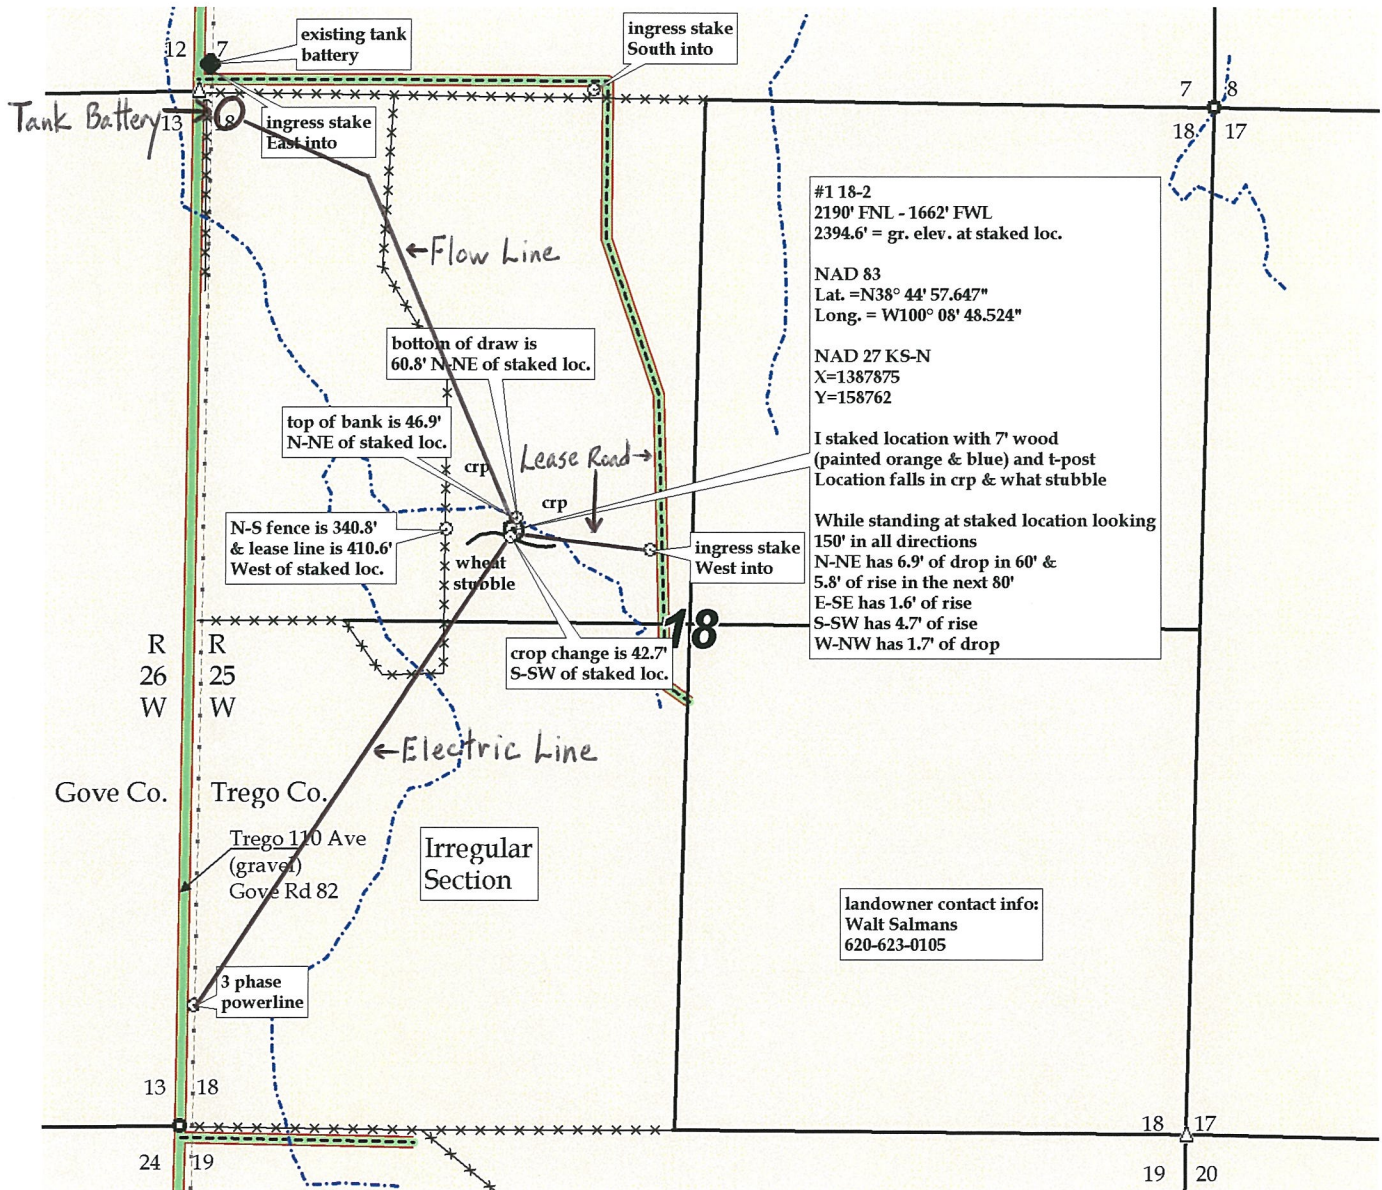 existing tank
battery
ingress stake
South into
12 7
7 8
Tank Battery
13 18
ingress stake
East into
18 17
#1 18-2
2190' FNL - 1662' FWL
2394.6' = gr. elev. at staked loc.
NAD 83
Lat. =N38° 44' 57.647"
Long. = W100° 08' 48.524"
NAD 27 KS-N
X=1387875
Y=158762
I staked location with 7' wood
(painted orange & blue) and t-post
Location falls in crp & what stubble
While standing at staked location looking
150' in all directions
N-NE has 6.9' of drop in 60' &
5.8' of rise in the next 80'
E-SE has 1.6' of rise
S-SW has 4.7' of rise
W-NW has 1.7' of drop
←Flow Line
bottom of draw is
60.8' N-NE of staked loc.
top of bank is 46.9'
N-NE of staked loc.
crp
Lease Road→
crp
N-S fence is 340.8'
& lease line is 410.6'
West of staked loc.
wheat
stubble
ingress stake
West into
18
crop change is 42.7'
S-SW of staked loc.
R R
26 25
W W
←Electric Line
Gove Co. Trego Co.
Trego 110 Ave
(gravel)
Gove Rd 82
Irregular
Section
landowner contact info:
Walt Salmans
620-623-0105
3 phase
powerline
13 18
18 17
24 19
19 20